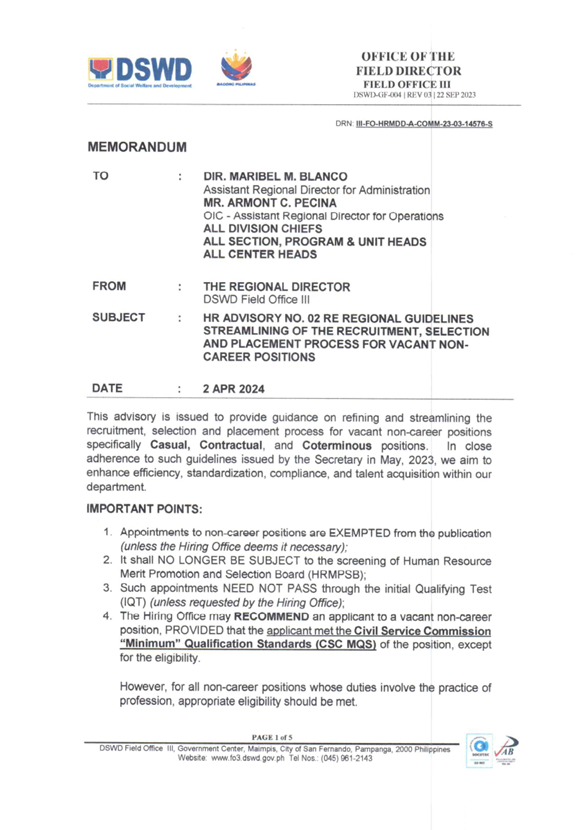 DSWD
Department of Social Welfare and Development
BAGONG PILIPINAS
OFFICE OF THE
FIELD DIRECTOR
FIELD OFFICE III
DSWD-GF-004 | REV 03 | 22 SEP 2023
DRN: III-FO-HRMDD-A-COMM-23-03-14576-S
MEMORANDUM
TO : DIR. MARIBEL M. BLANCO
Assistant Regional Director for Administration
MR. ARMONT C. PECINA
OIC - Assistant Regional Director for Operations
ALL DIVISION CHIEFS
ALL SECTION, PROGRAM & UNIT HEADS
ALL CENTER HEADS
FROM : THE REGIONAL DIRECTOR
DSWD Field Office III
SUBJECT : HR ADVISORY NO. 02 RE REGIONAL GUIDELINES
STREAMLINING OF THE RECRUITMENT, SELECTION
AND PLACEMENT PROCESS FOR VACANT NON-
CAREER POSITIONS
DATE : 2 APR 2024
This advisory is issued to provide guidance on refining and streamlining the
recruitment, selection and placement process for vacant non-career positions
specifically Casual, Contractual, and Coterminous positions. In close
adherence to such guidelines issued by the Secretary in May, 2023, we aim to
enhance efficiency, standardization, compliance, and talent acquisition within our
department.
IMPORTANT POINTS:
1. Appointments to non-career positions are EXEMPTED from the publication
(unless the Hiring Office deems it necessary);
2. It shall NO LONGER BE SUBJECT to the screening of Human Resource
Merit Promotion and Selection Board (HRMPSB);
3. Such appointments NEED NOT PASS through the initial Qualifying Test
(IQT) (unless requested by the Hiring Office);
4. The Hiring Office may RECOMMEND an applicant to a vacant non-career
position, PROVIDED that the applicant met the Civil Service Commission
"Minimum" Qualification Standards (CSC MQS) of the position, except
for the eligibility.
However, for all non-career positions whose duties involve the practice of
profession, appropriate eligibility should be met.
PAGE 1 of 5
DSWD Field Office III, Government Center, Maimpis, City of San Fernando, Pampanga, 2000 Philippines
Website: www.fo3.dswd.gov.ph Tel Nos.: (045) 961-2143
PAB